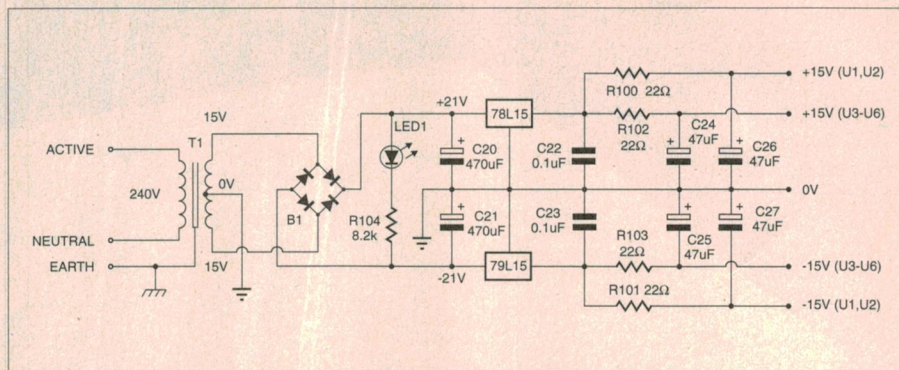 ACTIVE
NEUTRAL
EARTH
240V
T1
15V
0V
15V
B1
LED1
R104
8.2k
+21V
-21V
+
C20
470uF
+
C21
470uF
78L15
79L15
C22
0.1uF
C23
0.1uF
R100 22Ω
R102
22Ω
R103
22Ω
R101 22Ω
C24
47uF
+
+
C25
47uF
+
C26
47uF
+
C27
47uF
+15V (U1,U2)
+15V (U3-U6)
0V
-15V (U3-U6)
-15V (U1,U2)